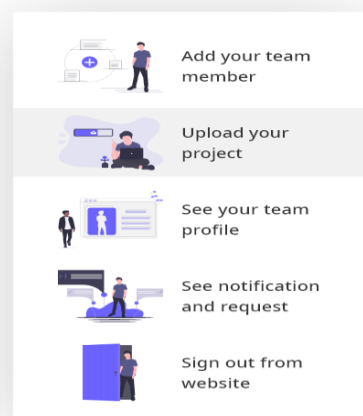 Add your team
member
Upload your
project
See your team
profile
See notification
and request
Sign out from
website